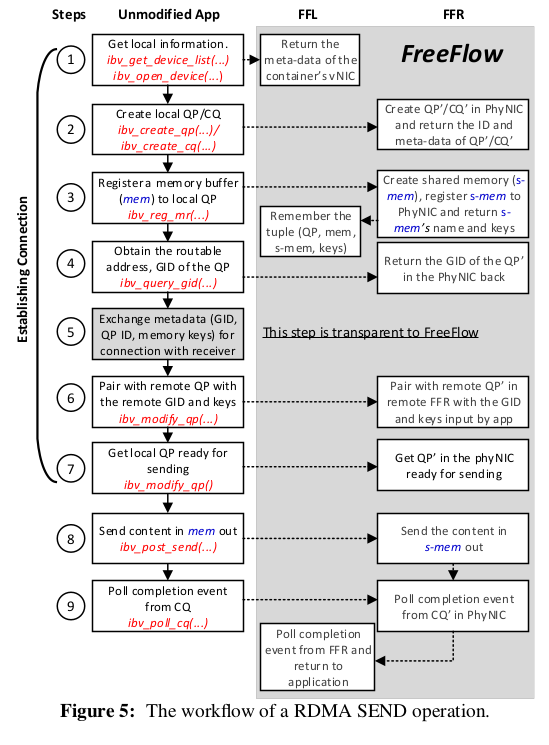 Steps
Unmodified App
FFL
FFR
FreeFlow
Establishing Connection
1
Get local information.
ibv_get_device_list(...)
ibv_open_device(...)
Return the
meta-data of the
container's vNIC
2
Create local QP/CQ
ibv_create_qp(...)/
ibv_create_cq(...)
Create QP'/CQ' in PhyNIC
and return the ID and
meta-data of QP'/CQ'
3
Register a memory buffer
(mem) to local QP
ibv_reg_mr(...)
Create shared memory (s-
mem), register s-mem to
PhyNIC and return s-
mem's name and keys
Remember the
tuple (QP, mem,
s-mem, keys)
4
Obtain the routable
address, GID of the QP
ibv_query_gid(...)
Return the GID of the QP'
in the PhyNIC back
5
Exchange metadata (GID,
QP ID, memory keys) for
connection with receiver
This step is transparent to FreeFlow
6
Pair with remote QP with
the remote GID and keys
ibv_modify_qp(...)
Pair with remote QP' in
remote FFR with the GID
and keys input by app
7
Get local QP ready for
sending
ibv_modify_qp()
Get QP' in the phyNIC
ready for sending
8
Send content in mem out
ibv_post_send(...)
Send the content in
s-mem out
9
Poll completion event
from CQ
ibv_poll_cq(...)
Poll completion event
from CQ' in PhyNIC
Poll completion
event from FFR and
return to
application
Figure 5: The workflow of a RDMA SEND operation.